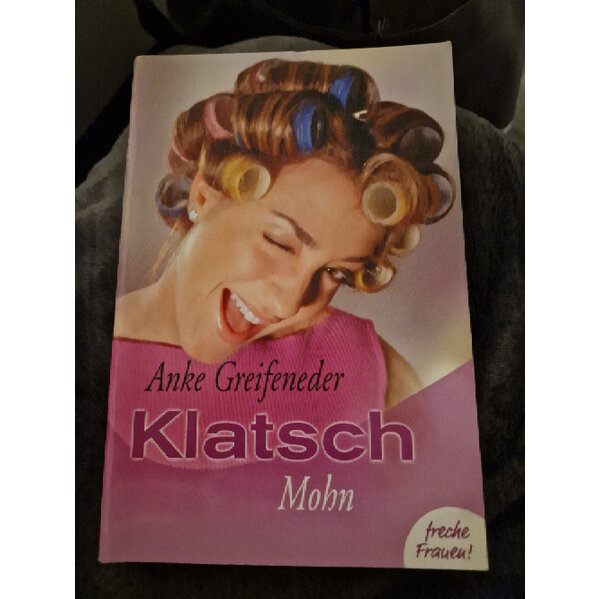 Anke Greifeneder
Klatsch
Mohn
freche
Frauen!